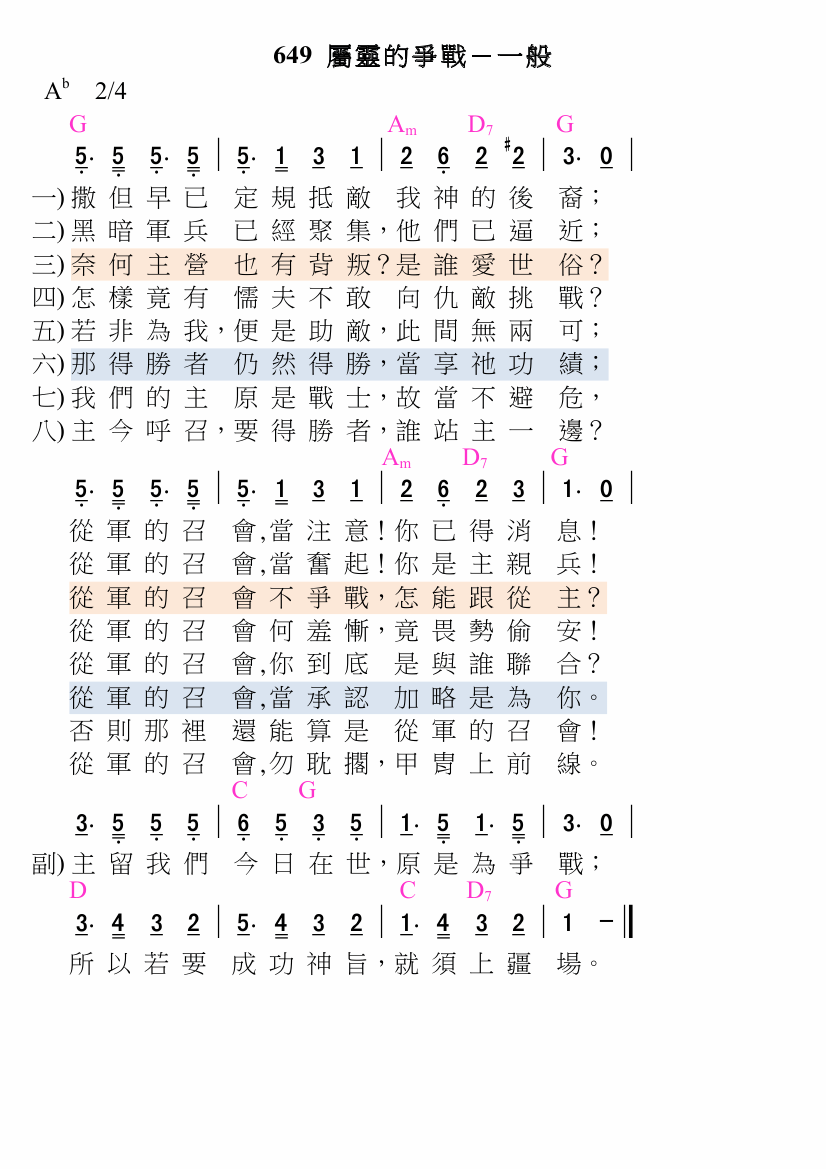 649 屬靈的爭戰－一般
A♭ 2/4
G Am D7 G
5. 5 5. 5 | 5. 1 3 1 | 2 6 2 #2 | 3. 0 |
一) 撒但早已 定規抵敵 我神的後 裔；
二) 黑暗軍兵 已經聚集，他們已逼 近；
三) 奈何主營 也有背叛？是誰愛世 俗？
四) 怎樣竟有 懦夫不敢 向仇敵挑 戰？
五) 若非為我，便是助敵，此間無兩 可；
六) 那得勝者 仍然得勝，當享祂功 績；
七) 我們的主 原是戰士，故當不避 危，
八) 主今呼召，要得勝者，誰站主一 邊？
Am D7 G
5. 5 5. 5 | 5. 1 3 1 | 2 6 2 3 | 1. 0 |
從軍的召 會,當注意！你已得消 息！
從軍的召 會,當奮起！你是主親 兵！
從軍的召 會不爭戰，怎能跟從 主？
從軍的召 會何羞慚，竟畏勢偷 安！
從軍的召 會,你到底 是與誰聯 合？
從軍的召 會,當承認 加略是為 你。
否則那裡 還能算是 從軍的召 會！
從軍的召 會,勿耽擱，甲冑上前 線。
C G
3. 5 5 5 | 6 5 3 5 | 1. 5 1. 5 | 3. 0 |
副) 主留我們 今日在世，原是為爭 戰；
D C D7 G
3. 4 3 2 | 5. 4 3 2 | 1. 4 3 2 | 1 － ‖
所以若要 成功神旨，就須上疆 場。